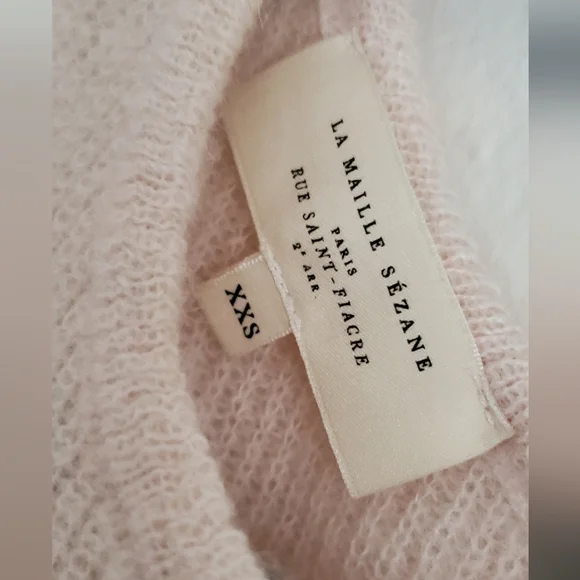 LA MAILLE SÉZANE
PARIS
RUE SAINT-FIACRE
2E ARR.
XXS